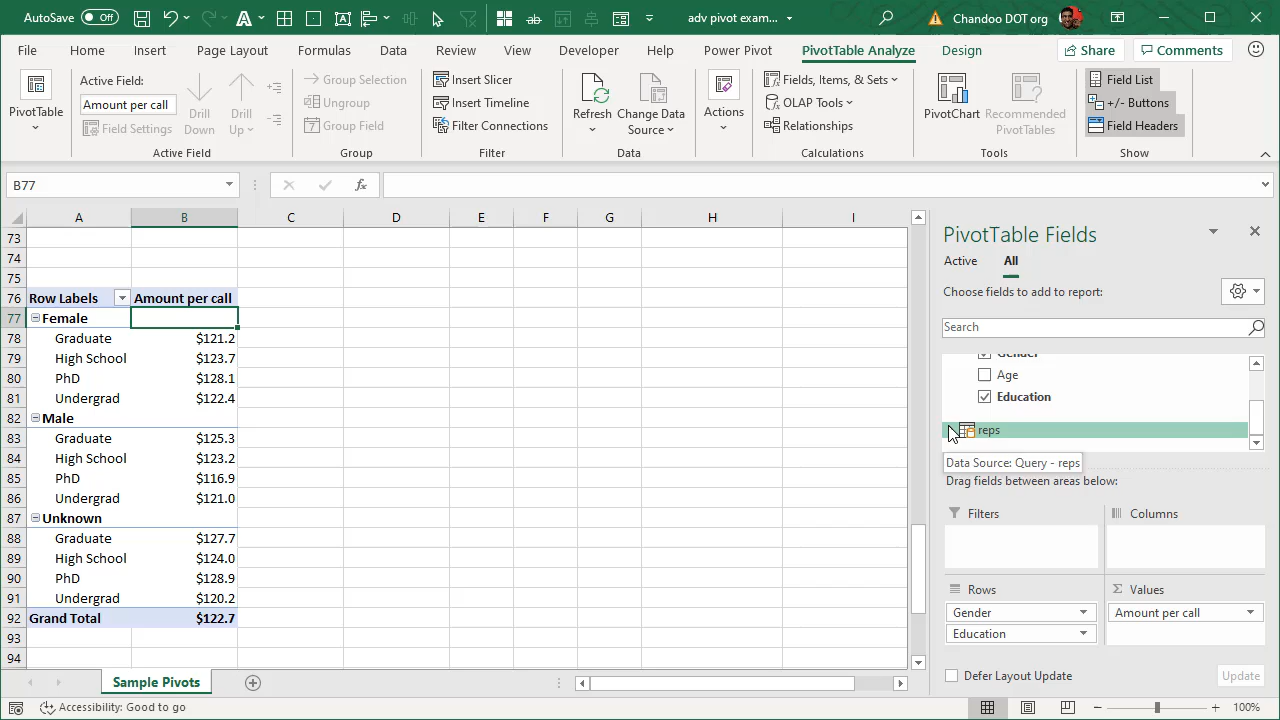 AutoSave Off adv pivot exam... Chandoo DOT org
File Home Insert Page Layout Formulas Data Review View Developer Help Power Pivot PivotTable Analyze Design Share Comments
PivotTable
Active Field:
Amount per call
Field Settings
Drill Down
Drill Up
Active Field
Group Selection
Ungroup
Group Field
Group
Insert Slicer
Insert Timeline
Filter Connections
Filter
Refresh
Change Data Source
Data
Actions
Fields, Items, & Sets
OLAP Tools
Relationships
Calculations
PivotChart
Recommended PivotTables
Tools
Field List
+/- Buttons
Field Headers
Show
B77
fx
A B C D E F G H I
73
74
75
76 Row Labels Amount per call
77 Female
78 Graduate $121.2
79 High School $123.7
80 PhD $128.1
81 Undergrad $122.4
82 Male
83 Graduate $125.3
84 High School $123.2
85 PhD $116.9
86 Undergrad $121.0
87 Unknown
88 Graduate $127.7
89 High School $124.0
90 PhD $128.9
91 Undergrad $120.2
92 Grand Total $122.7
93
94
PivotTable Fields
Active All
Choose fields to add to report:
Search
Gender
Age
Education
reps
Data Source: Query - reps
Drag fields between areas below:
Filters
Columns
Rows
Gender
Education
Values
Amount per call
Defer Layout Update
Update
Sample Pivots
Accessibility: Good to go
100%